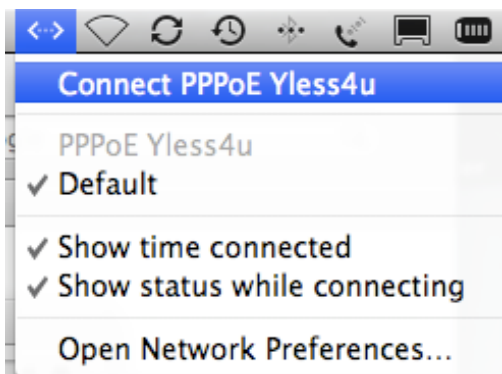 Connect PPPoE Yless4u
PPPoE Yless4u
Default
Show time connected
Show status while connecting
Open Network Preferences...